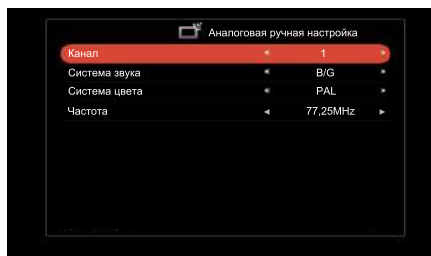 Аналоговая ручная настройка
Канал 1
Система звука B/G
Система цвета PAL
Частота 77,25MHz